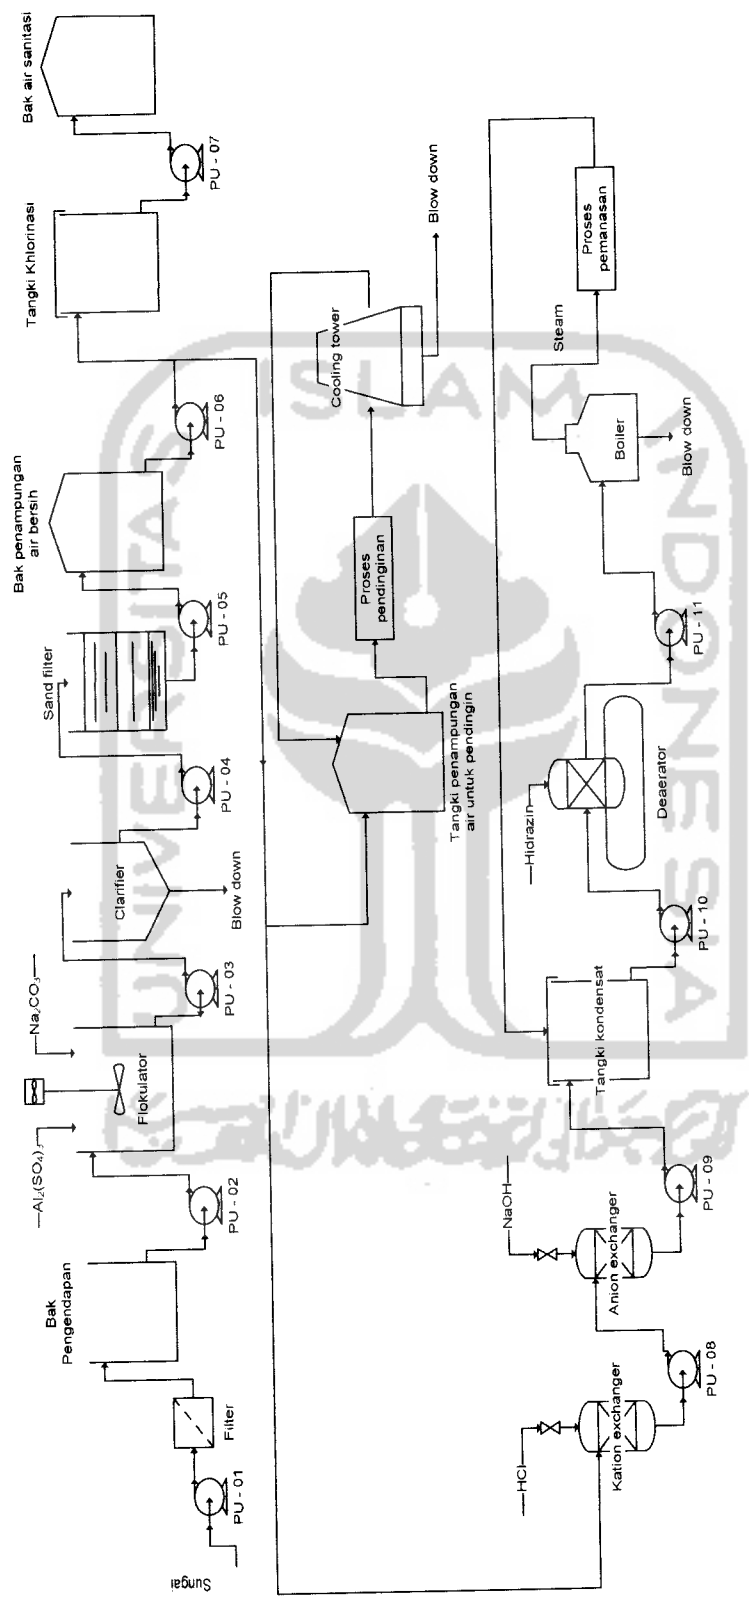 Sungai
PU - 01
Filter
Bak
Pengendapan
PU - 02
Al₂(SO₄)₃
Na₂CO₃
Flokulator
PU - 03
Clarifier
Blow down
PU - 04
Sand filter
PU - 05
Bak penampungan
air bersih
PU - 06
Tangki Khlorinasi
PU - 07
Bak air sanitasi
Tangki penampungan
air untuk pendingin
Proses
pendinginan
Cooling tower
Blow down
HCl
Kation exchanger
PU - 08
NaOH
Anion exchanger
PU - 09
Tangki kondensat
PU - 10
Hidrazin
Deaerator
PU - 11
Boiler
Blow down
Steam
Proses
pemanasan
UNIVERSITAS
ISLAM
INDONESIA